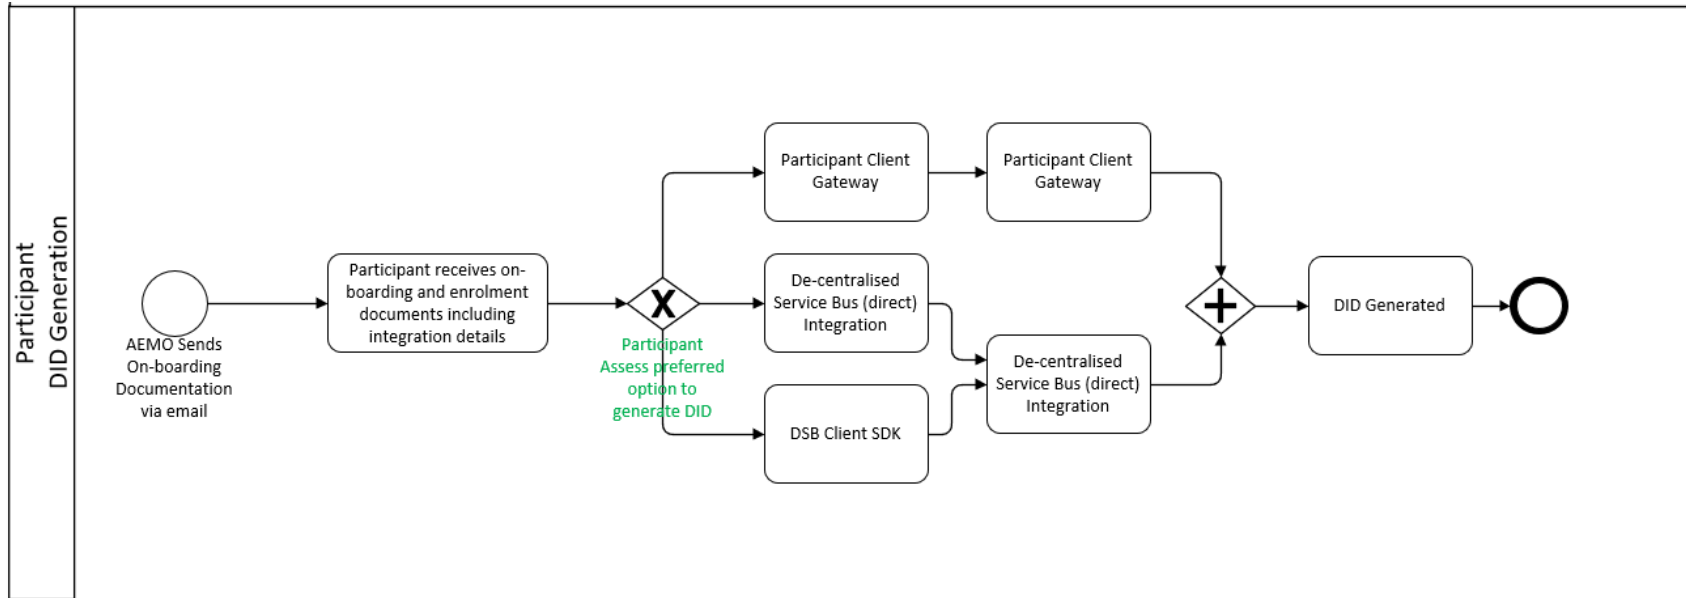 Participant
DID Generation
AEMO Sends
On-boarding
Documentation
via email
Participant receives on-
boarding and enrolment
documents including
integration details
X
Participant
Assess preferred
option to
generate DID
Participant Client
Gateway
Participant Client
Gateway
De-centralised
Service Bus (direct)
Integration
DSB Client SDK
De-centralised
Service Bus (direct)
Integration
DID Generated